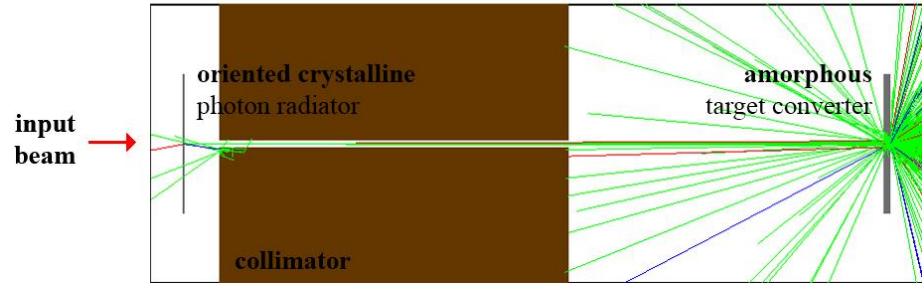 input
beam
oriented crystalline
photon radiator
collimator
amorphous
target converter